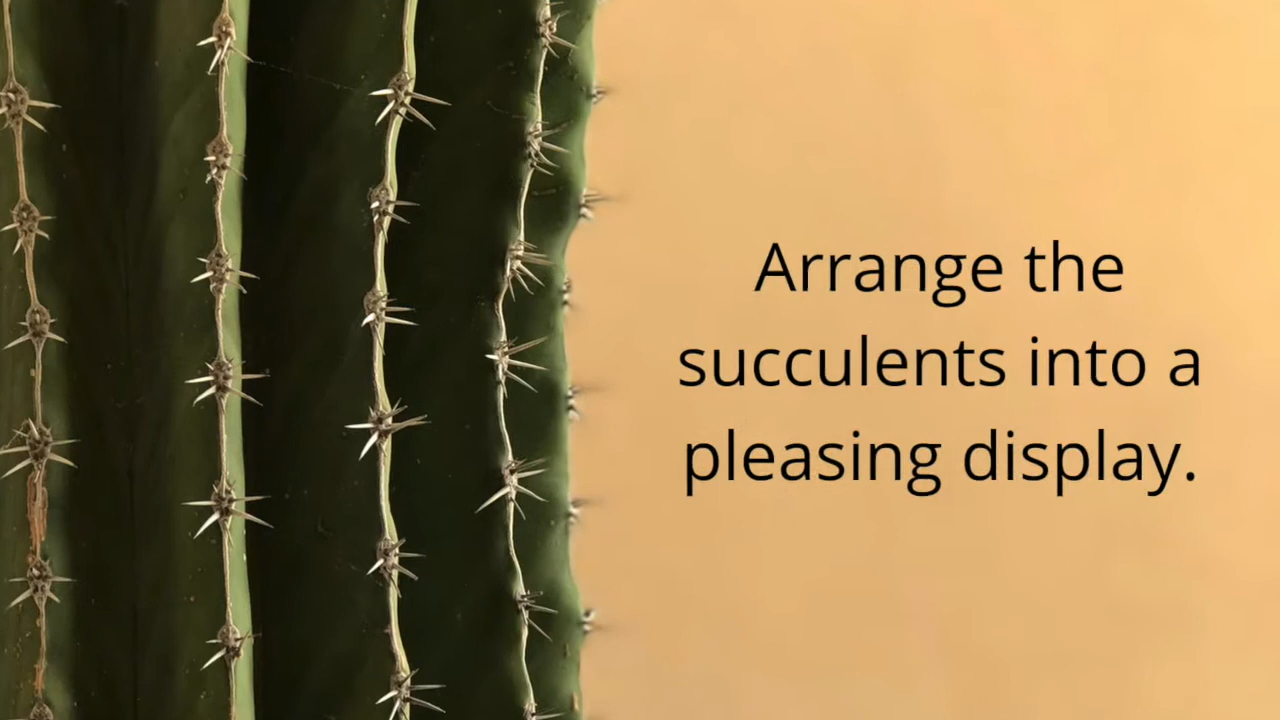 Arrange the
succulents into a
pleasing display.